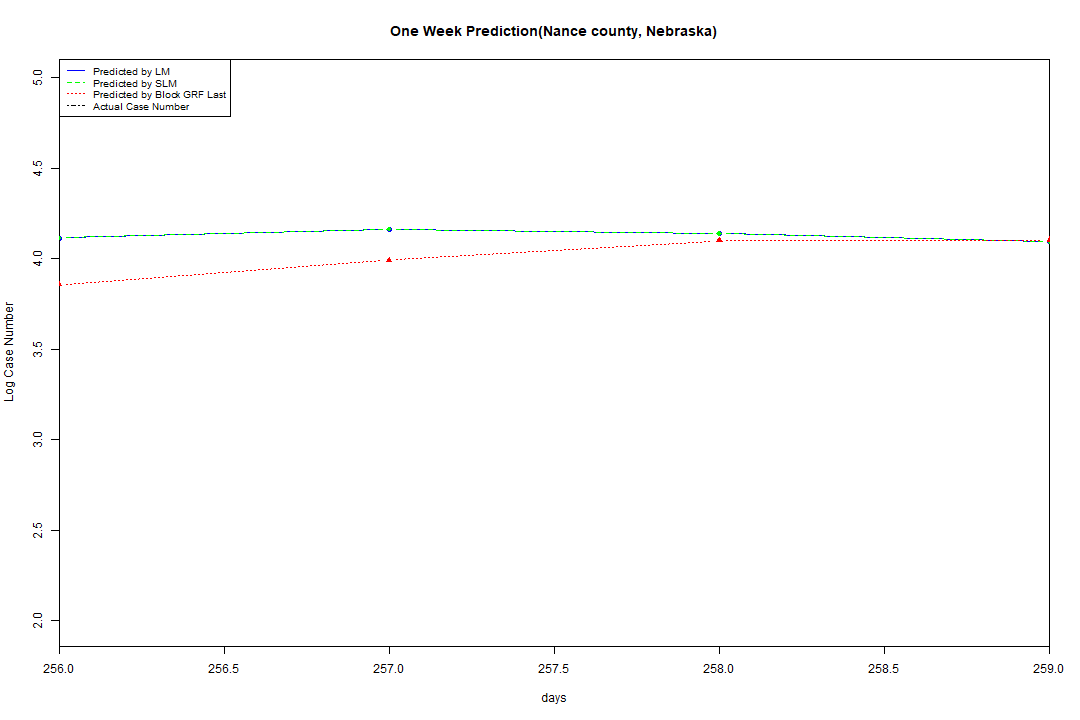 One Week Prediction(Nance county, Nebraska)
Predicted by LM
Predicted by SLM
Predicted by Block GRF Last
Actual Case Number
5.0
4.5
4.0
3.5
3.0
2.5
2.0
Log Case Number
256.0 256.5 257.0 257.5 258.0 258.5 259.0
days